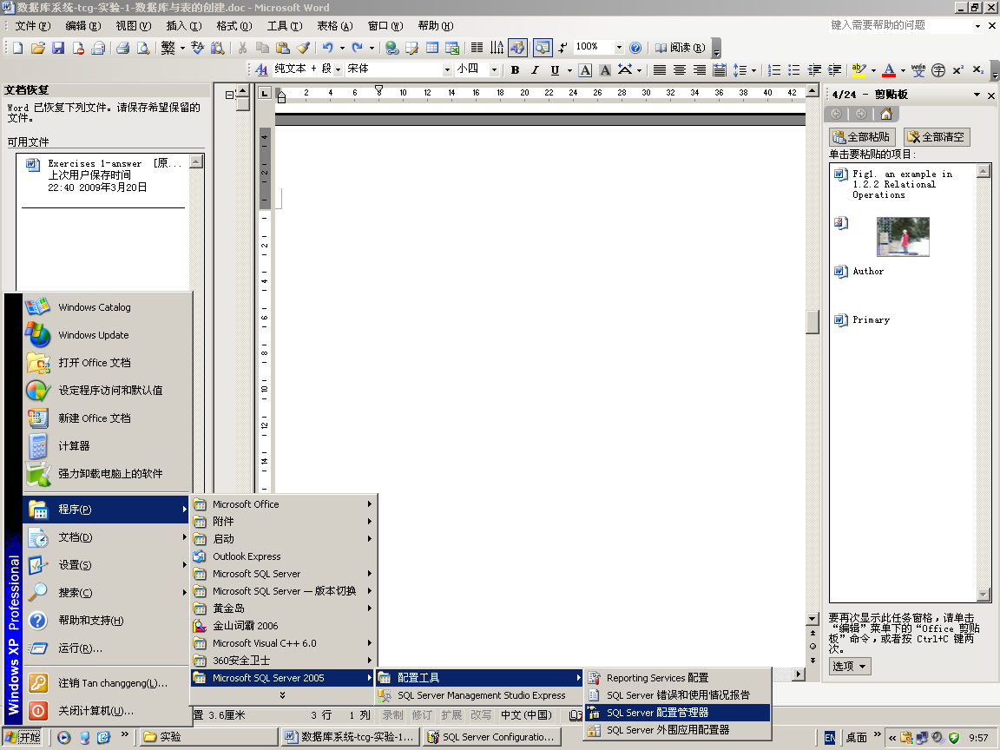 数据库系统-tcg-实验-1-数据库与表的创建.doc - Microsoft Word
文件(F) 编辑(E) 视图(V) 插入(I) 格式(O) 工具(T) 表格(A) 窗口(W) 帮助(H) 键入需要帮助的问题
繁 100% 阅读(R)
纯文本 + 段 宋体 小四 B I U A A A 字
文档恢复
Word 已恢复下列文件。请保存希望保留的
文件。
可用文件
Exercises 1-answer [原...
上次用户保存时间
22:40 2009年3月20日
2 2 4 6 8 10 12 14 16 18 20 22 24 26 28 30 32 34 36 38 40 42
4
2
2
4
6
8
10
12
14
4/24 - 剪贴板
全部粘贴 全部清空
单击要粘贴的项目:
Fig1. an example in
1.2.2 Relational
Operations
Author
Primary
要再次显示此任务窗格，请单击
“编辑”菜单下的“Office 剪贴
板”命令，或者按 Ctrl+C 键两
次。
选项
Windows Catalog
Windows Update
打开 Office 文档
设定程序访问和默认值
新建 Office 文档
计算器
强力卸载电脑上的软件
程序(P)
文档(D)
设置(S)
搜索(C)
帮助和支持(H)
运行(R)...
注销 Tan changgeng(L)...
关闭计算机(U)...
Windows XP Professional
Microsoft Office
附件
启动
Outlook Express
Microsoft SQL Server
Microsoft SQL Server — 版本切换
黄金岛
金山词霸 2006
Microsoft Visual C++ 6.0
360安全卫士
Microsoft SQL Server 2005
配置工具
SQL Server Management Studio Express
Reporting Services 配置
SQL Server 错误和使用情况报告
SQL Server 配置管理器
SQL Server 外围应用配置器
置 3.6厘米 3 行 1 列 录制 修订 扩展 改写 中文(中国)
开始 实验 数据库系统-tcg-实验-1... SQL Server Configuratio... EN 桌面 9:57